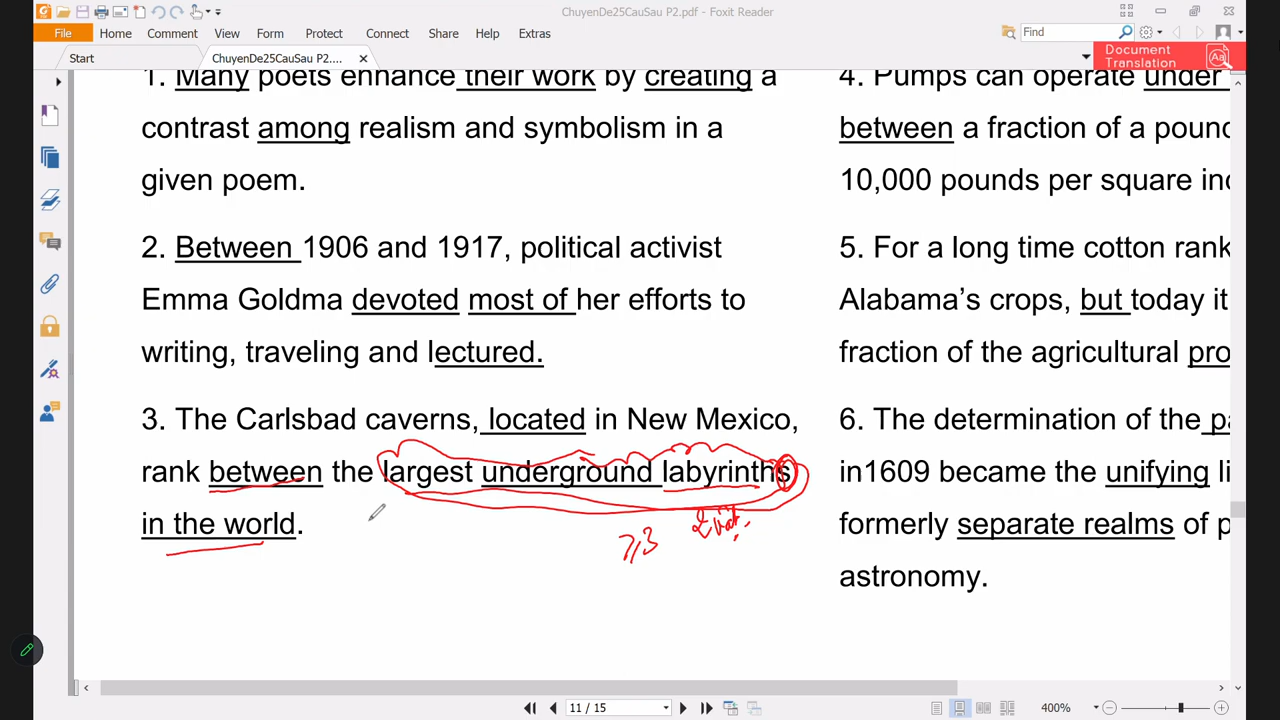 ChuyenDe25CauSau P2.pdf - Foxit Reader
File Home Comment View Form Protect Connect Share Help Extras Find
Start ChuyenDe25CauSau P2.... Document
Translation
1. Many poets enhance their work by creating a
contrast among realism and symbolism in a
given poem.
2. Between 1906 and 1917, political activist
Emma Goldma devoted most of her efforts to
writing, traveling and lectured.
3. The Carlsbad caverns, located in New Mexico,
rank between the largest underground labyrinths
in the world.
≥3
4. Pumps can operate under
between a fraction of a pound
10,000 pounds per square inc
5. For a long time cotton rank
Alabama's crops, but today it
fraction of the agricultural pro
6. The determination of the pa
in1609 became the unifying li
formerly separate realms of p
astronomy.
11 / 15 400%